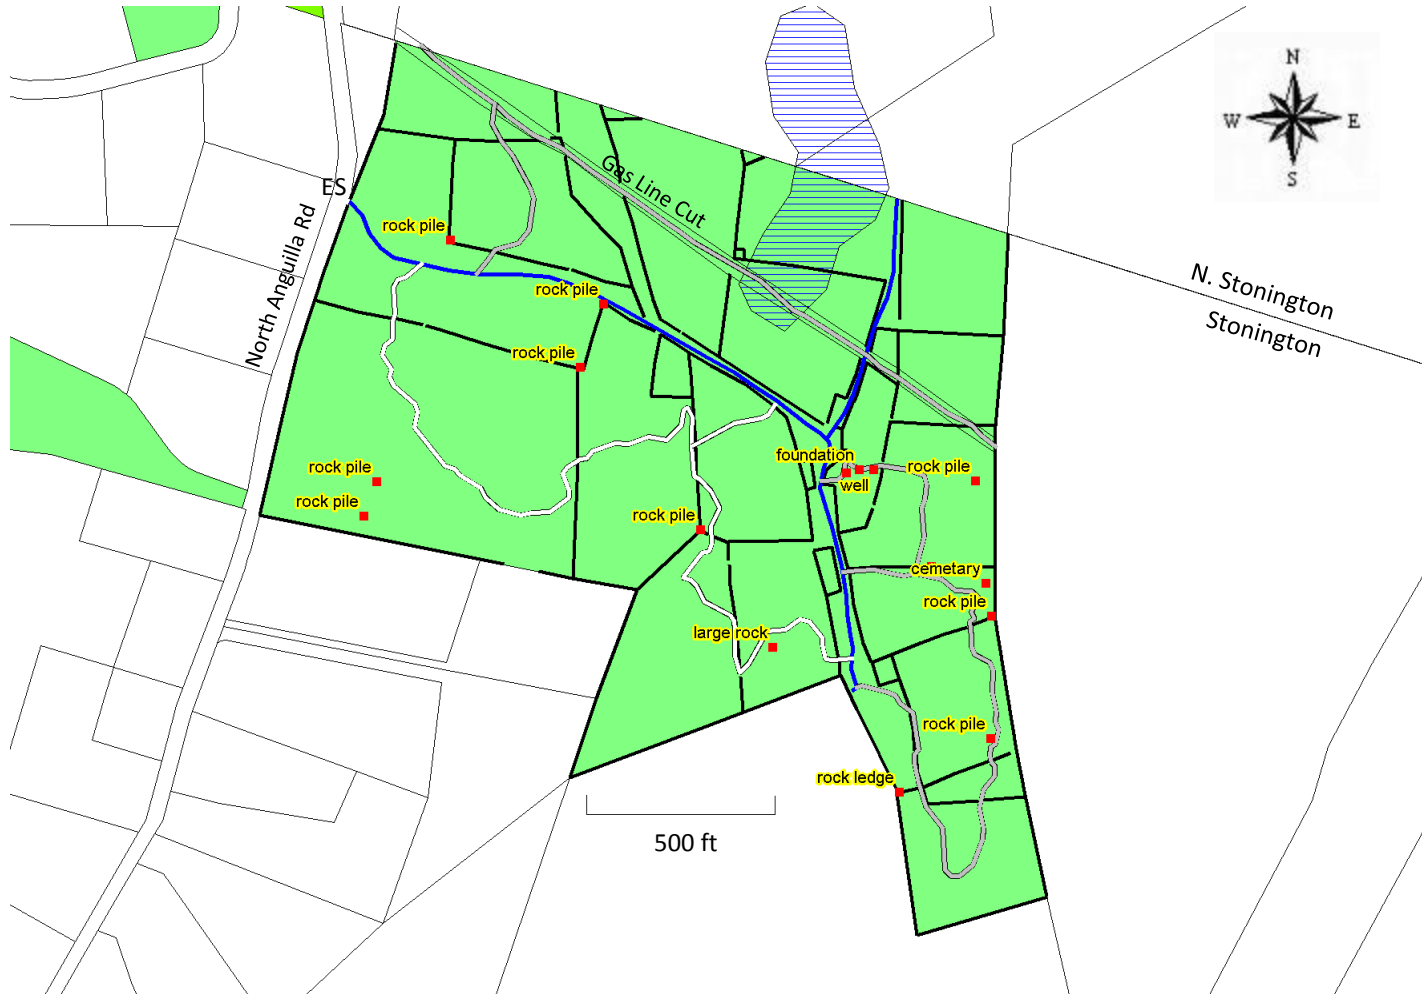 N
W E
S
ES
Gas Line Cut
rock pile
North Anguilla Rd
rock pile
N. Stonington
Stonington
rock pile
foundation
rock pile
rock pile
well
rock pile
rock pile
cemetary
rock pile
large rock
rock pile
rock ledge
500 ft